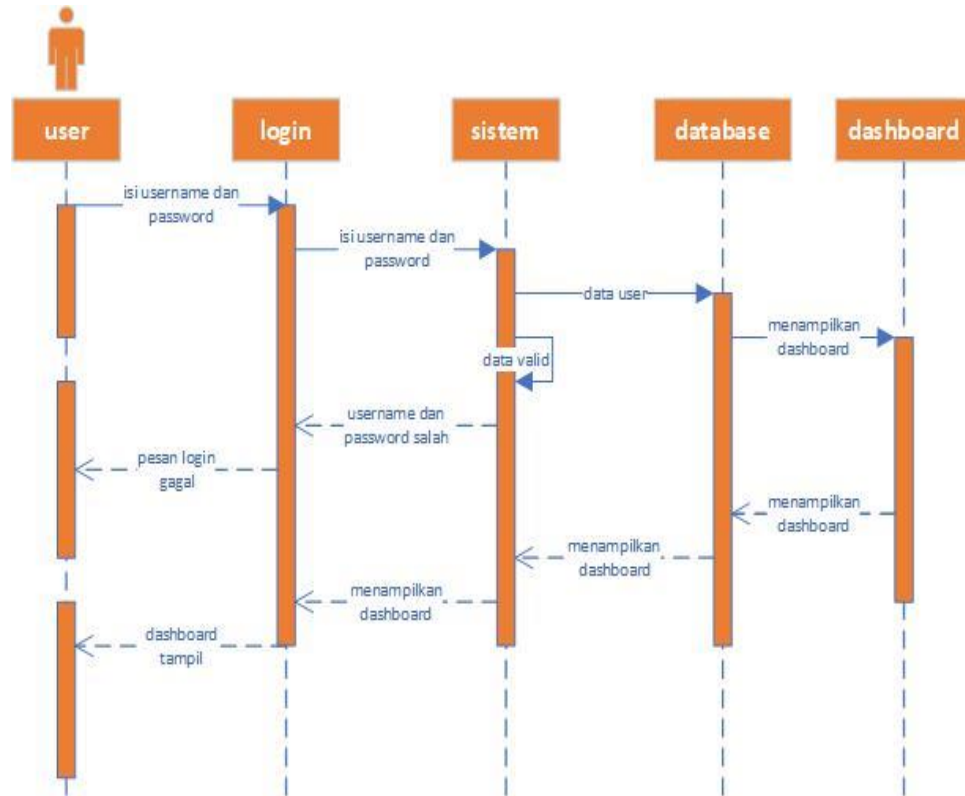 user
login
sistem
database
dashboard
isi username dan
password
isi username dan
password
data user
menampilkan
dashboard
data valid
username dan
password salah
pesan login
gagal
menampilkan
dashboard
menampilkan
dashboard
menampilkan
dashboard
dashboard
tampil